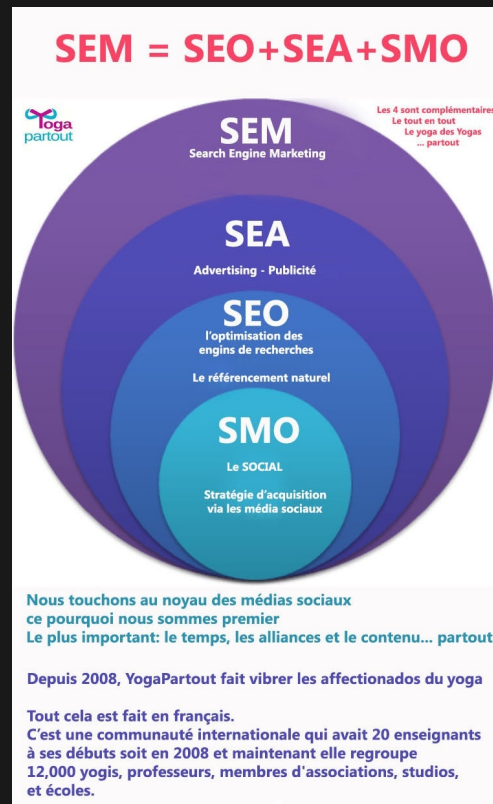 SEM = SEO+SEA+SMO
Yoga
partout
Les 4 sont complémentaires
Le tout en tout
Le yoga des Yogas
... partout
SEM
Search Engine Marketing
SEA
Advertising - Publicité
SEO
l'optimisation des
engins de recherches
Le référencement naturel
SMO
Le SOCIAL
Stratégie d'acquisition
via les média sociaux
Nous touchons au noyau des médias sociaux
ce pourquoi nous sommes premier
Le plus important: le temps, les alliances et le contenu... partout
Depuis 2008, YogaPartout fait vibrer les affectionados du yoga
Tout cela est fait en français.
C'est une communauté internationale qui avait 20 enseignants
à ses débuts soit en 2008 et maintenant elle regroupe
12,000 yogis, professeurs, membres d'associations, studios,
et écoles.